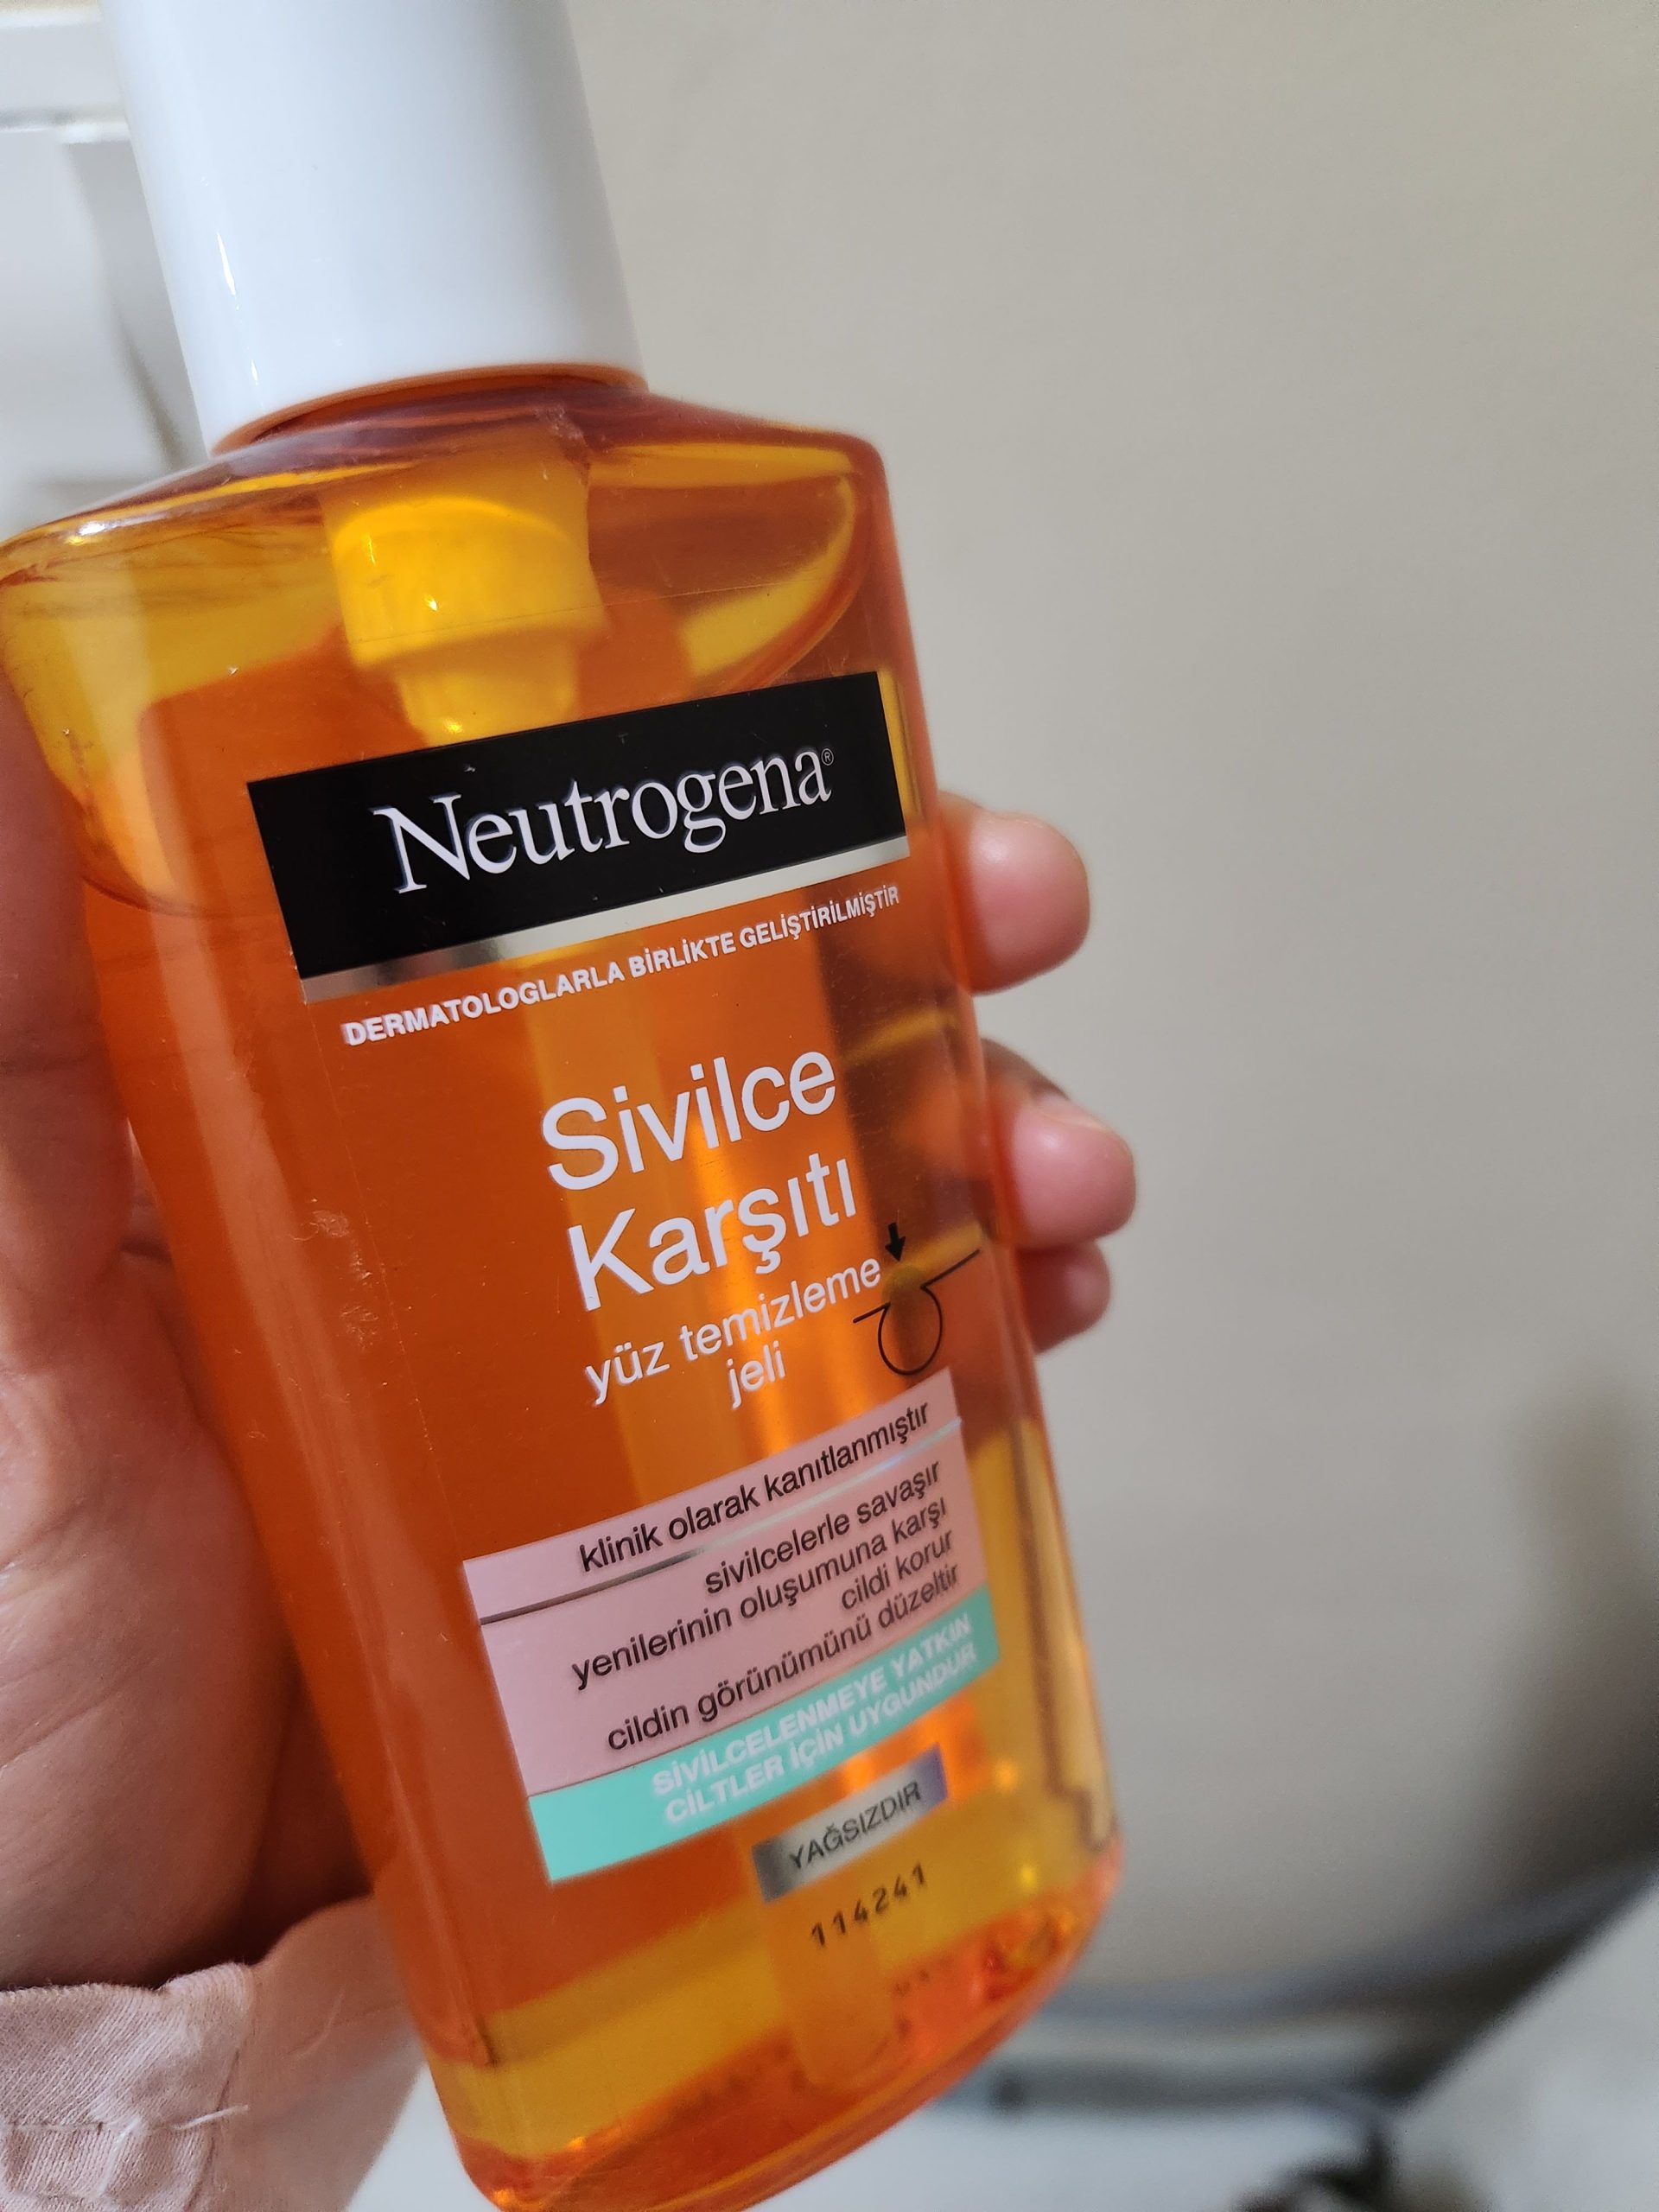 Neutrogena®
DERMATOLOGLARLA BİRLİKTE GELİŞTİRİLMİŞTİR
Sivilce
Karşıtı
yüz temizleme
jeli
klinik olarak kanıtlanmıştır
sivilcelerle savaşır
yenilerinin oluşumuna karşı
cildi korur
cildin görünümünü düzeltir
SİVİLCELENMEYE YATKIN
CİLTLER İÇİN UYGUNDUR
YAĞSIZDIR
114241